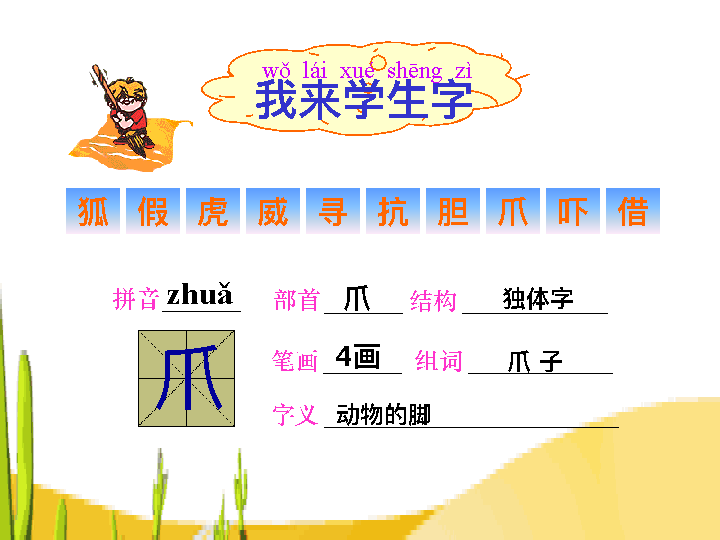 wǒ lái xué shēng zì
我来学生字
狐 假 虎 威 寻 抗 胆 爪 吓 借
拼音 zhuǎ 部首 爪 结构 独体字
爪
笔画 4画 组词 爪 子
字义 动物的脚